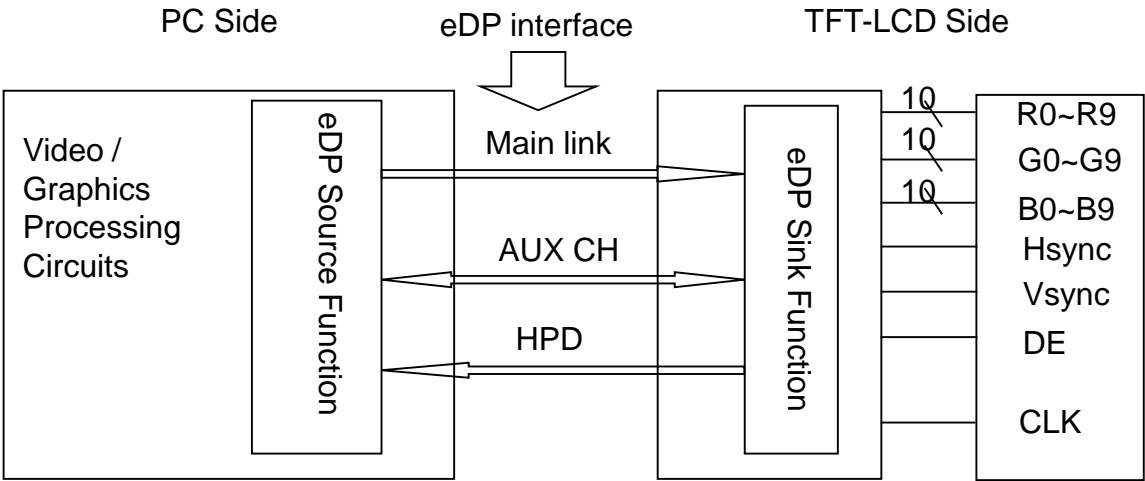 PC Side
eDP interface
TFT-LCD Side
Video /
Graphics
Processing
Circuits
eDP Source Function
Main link
AUX CH
HPD
eDP Sink Function
10
10
10
R0~R9
G0~G9
B0~B9
Hsync
Vsync
DE
CLK